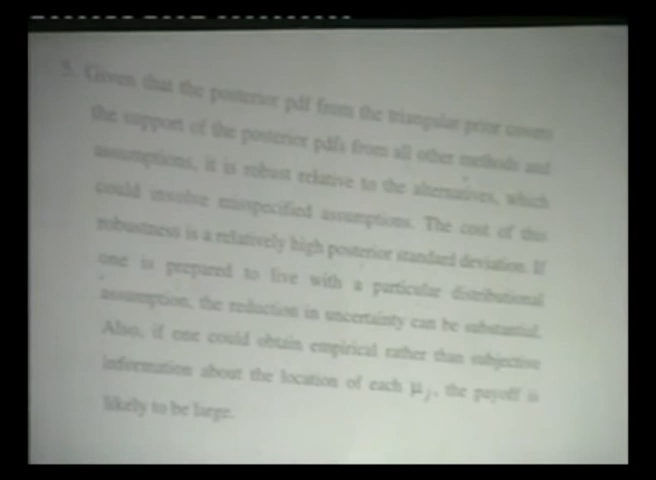 5. Given that the posterior pdf from the triangular prior covers
the support of the posterior pdfs from all other methods and
assumptions, it is robust relative to the alternatives, which
could involve misspecified assumptions. The cost of this
robustness is a relatively high posterior standard deviation. If
one is prepared to live with a particular distributional
assumption, the reduction in uncertainty can be substantial.
Also, if one could obtain empirical rather than subjective
information about the location of each μj, the payoff is
likely to be large.